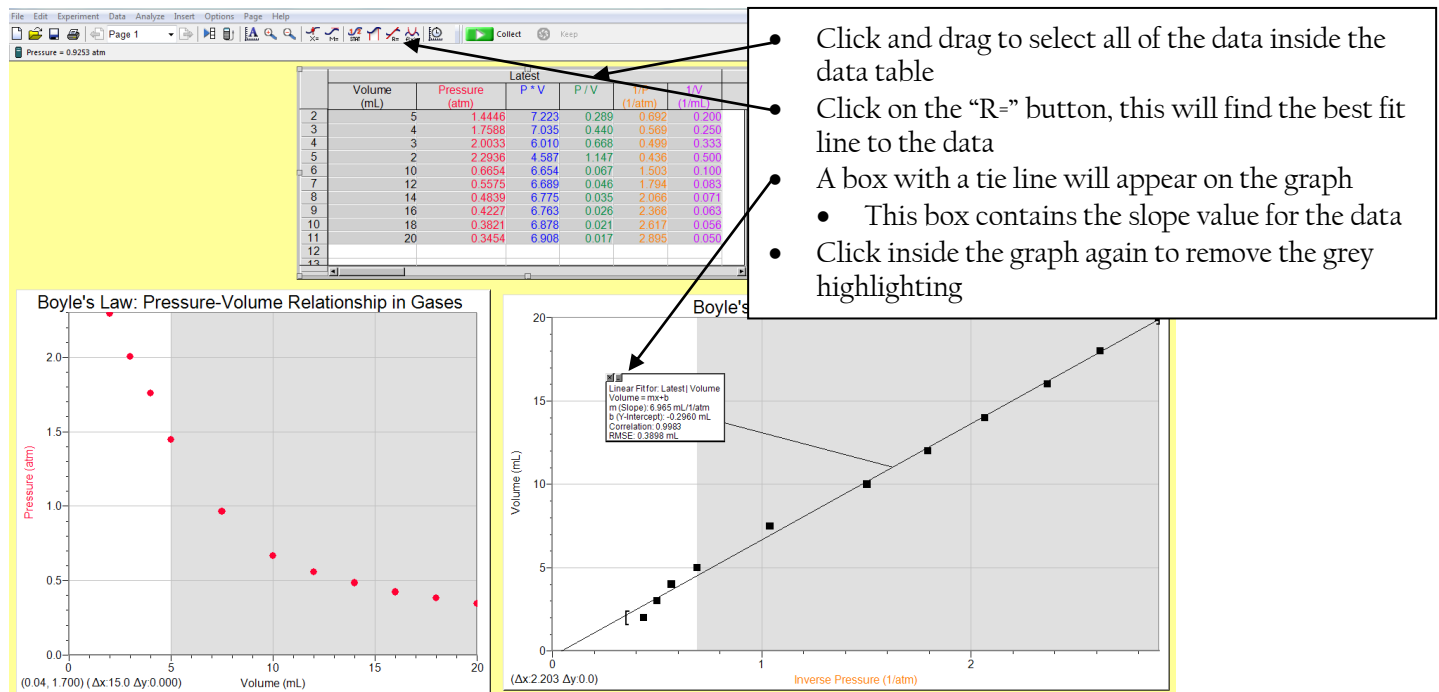 File Edit Experiment Data Analyze Insert Options Page Help
Page 1 X= M= STAT R= Collect Keep
Pressure = 0.9253 atm
• Click and drag to select all of the data inside the
data table
• Click on the “R=” button, this will find the best fit
line to the data
• A box with a tie line will appear on the graph
• This box contains the slope value for the data
• Click inside the graph again to remove the grey
highlighting
Latest
Volume Pressure P * V P / V 1/P 1/V
(mL) (atm) (1/atm) (1/mL)
2 5 1.4446 7.223 0.289 0.692 0.200
3 4 1.7588 7.035 0.440 0.569 0.250
4 3 2.0033 6.010 0.668 0.499 0.333
5 2 2.2936 4.587 1.147 0.436 0.500
6 10 0.6654 6.654 0.067 1.503 0.100
7 12 0.5575 6.689 0.046 1.794 0.083
8 14 0.4839 6.775 0.035 2.066 0.071
9 16 0.4227 6.763 0.026 2.366 0.063
10 18 0.3821 6.878 0.021 2.617 0.056
11 20 0.3454 6.908 0.017 2.895 0.050
12
13
Boyle's Law: Pressure-Volume Relationship in Gases
2.0
1.5
1.0
0.5
0.0
Pressure (atm)
0 5 10 15 20
(0.04, 1.700) (Δx:15.0 Δy:0.000) Volume (mL)
Boyle's
20
15
10
5
0
Volume (mL)
Linear Fit for: Latest | Volume
Volume = mx+b
m (Slope): 6.965 mL/1/atm
b (Y-Intercept): -0.2960 mL
Correlation: 0.9983
RMSE: 0.3898 mL
0 1 2
(Δx:2.203 Δy:0.0) Inverse Pressure (1/atm)